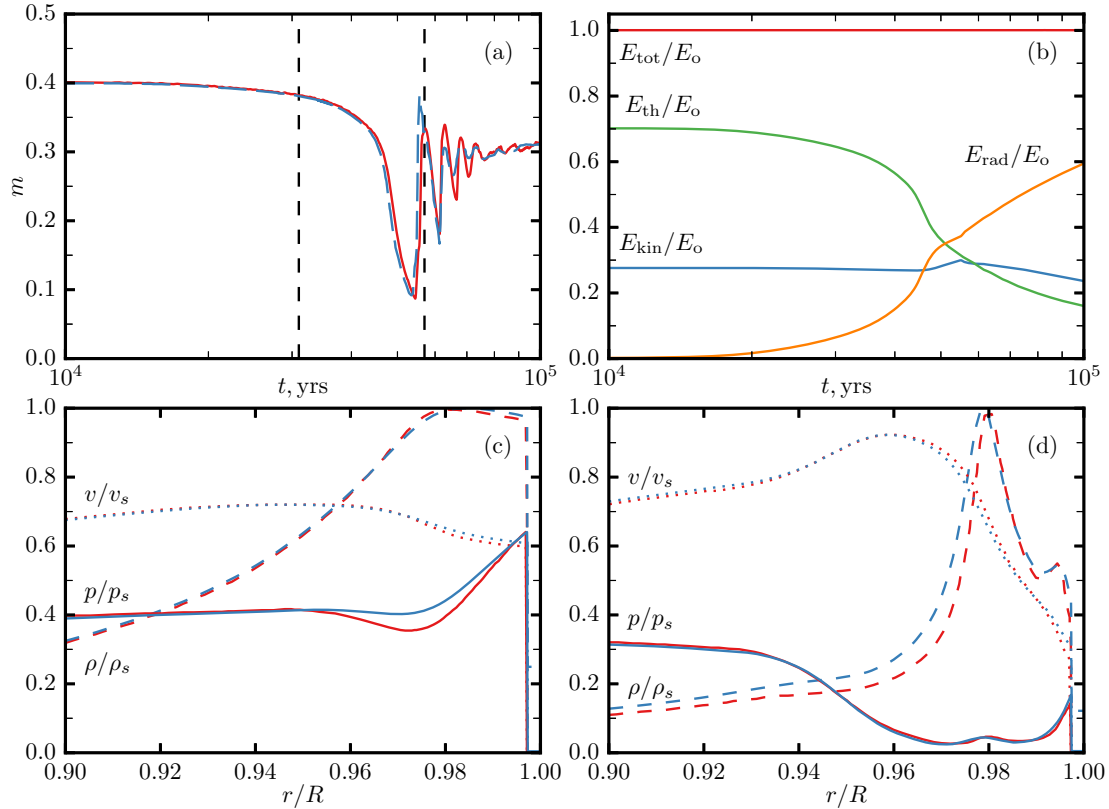 (a)
0.5
0.4
0.3
0.2
0.1
0.0
m
10^4
t, yrs
10^5
(b)
1.0
0.8
0.6
0.4
0.2
0.0
E_tot/E_o
E_th/E_o
E_rad/E_o
E_kin/E_o
10^4
t, yrs
10^5
(c)
1.0
0.8
0.6
0.4
0.2
0.0
v/v_s
p/p_s
ρ/ρ_s
0.90
0.92
0.94
0.96
0.98
1.00
r/R
(d)
1.0
0.8
0.6
0.4
0.2
0.0
v/v_s
p/p_s
ρ/ρ_s
0.90
0.92
0.94
0.96
0.98
1.00
r/R